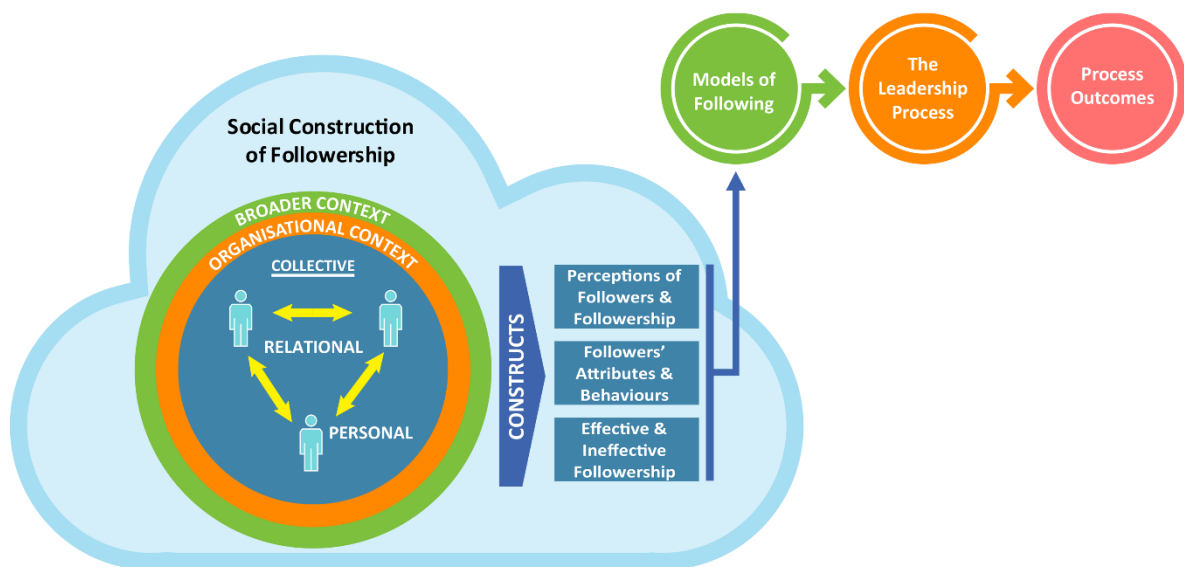 Social Construction
of Followership
BROADER CONTEXT
ORGANISATIONAL CONTEXT
COLLECTIVE
RELATIONAL
PERSONAL
CONSTRUCTS
Perceptions of
Followers &
Followership
Followers'
Attributes &
Behaviours
Effective &
Ineffective
Followership
Models of
Following
The
Leadership
Process
Process
Outcomes